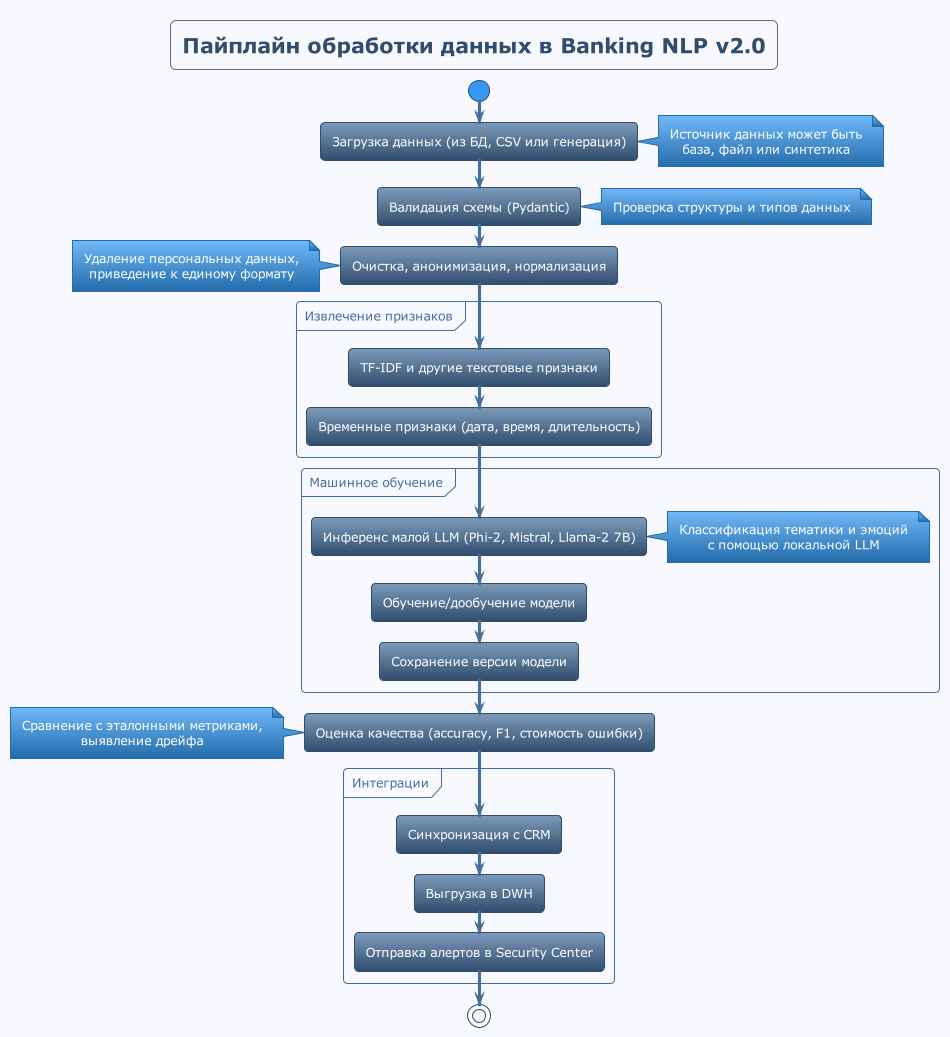 Пайплайн обработки данных в Banking NLP v2.0
Загрузка данных (из БД, CSV или генерация)
Источник данных может быть
база, файл или синтетика
Валидация схемы (Pydantic)
Проверка структуры и типов данных
Удаление персональных данных,
приведение к единому формату
Очистка, анонимизация, нормализация
Извлечение признаков
TF-IDF и другие текстовые признаки
Временные признаки (дата, время, длительность)
Машинное обучение
Инференс малой LLM (Phi-2, Mistral, Llama-2 7B)
Классификация тематики и эмоций
с помощью локальной LLM
Обучение/дообучение модели
Сохранение версии модели
Сравнение с эталонными метриками,
выявление дрейфа
Оценка качества (accuracy, F1, стоимость ошибки)
Интеграции
Синхронизация с CRM
Выгрузка в DWH
Отправка алертов в Security Center